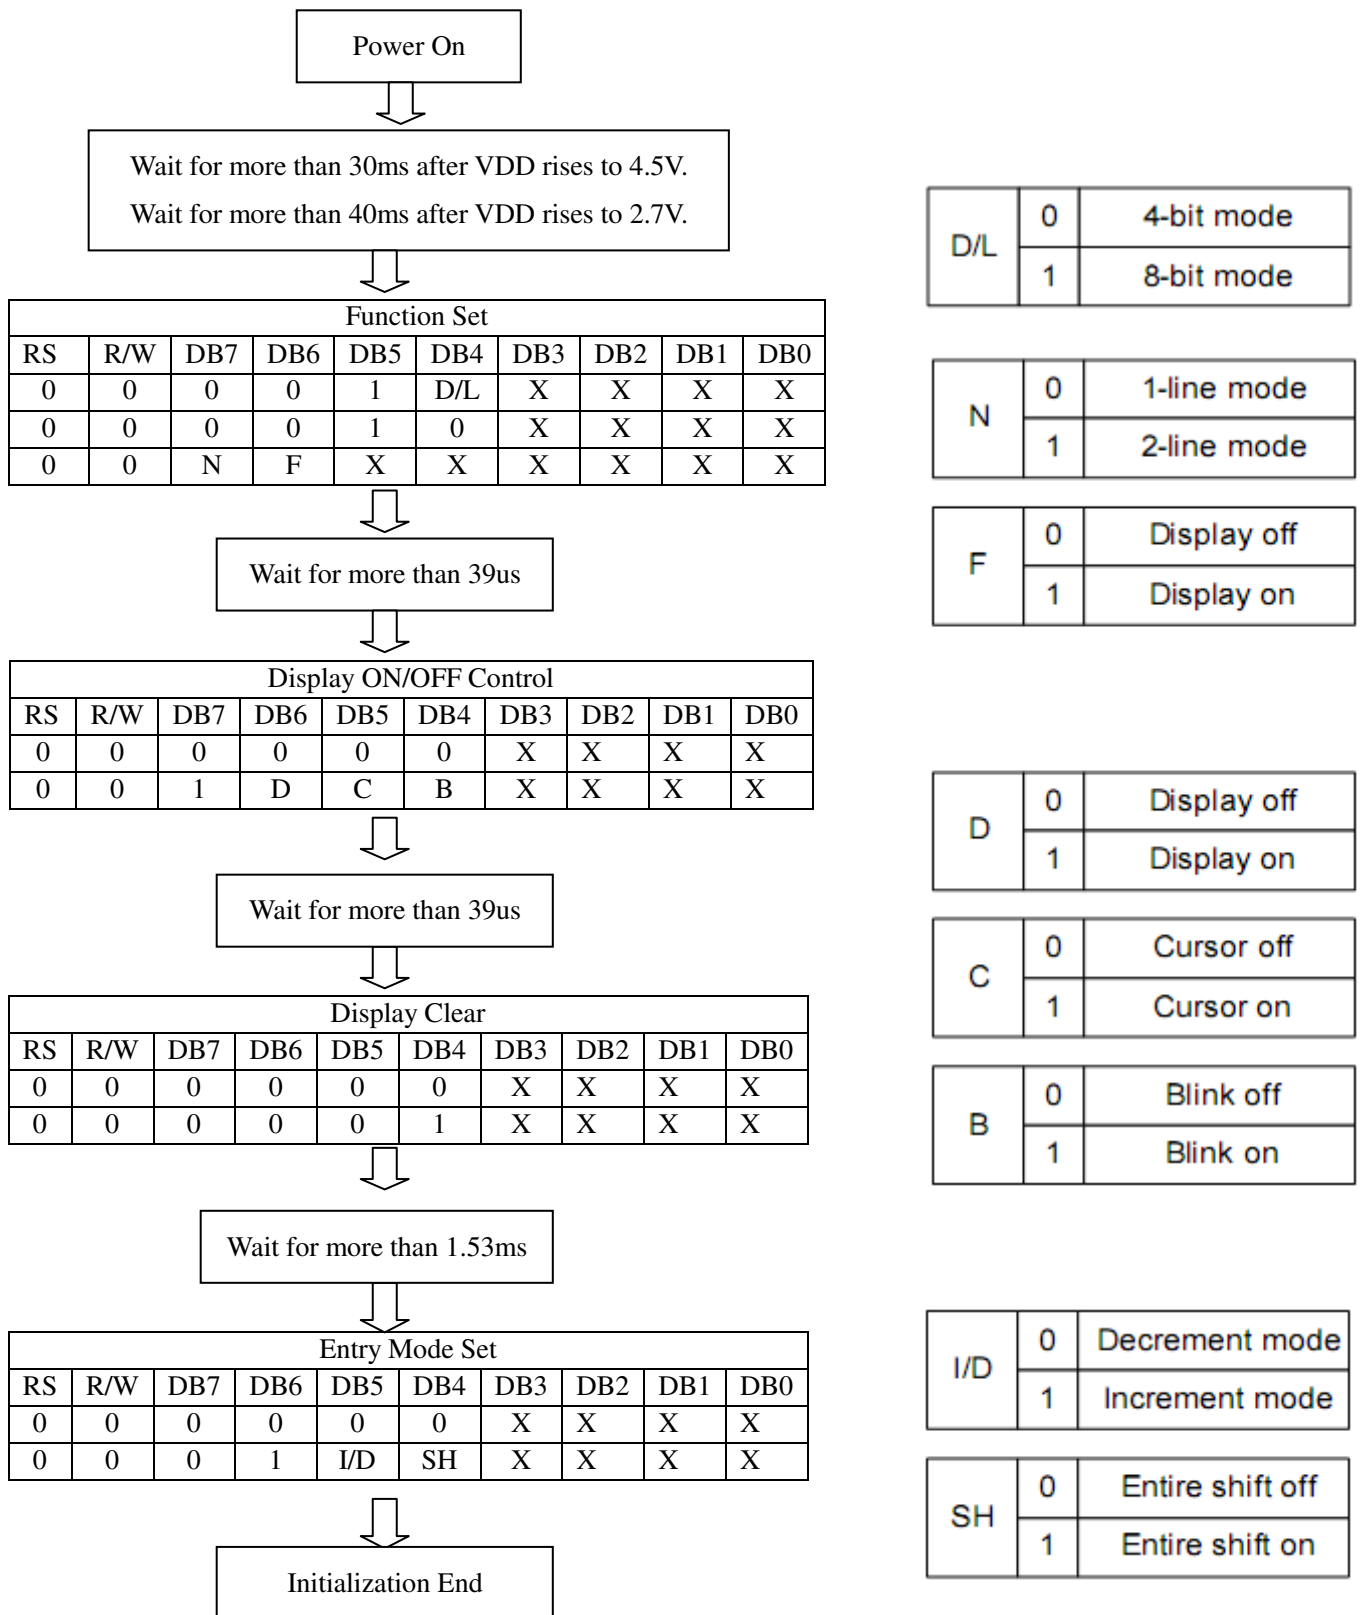 Power On
Wait for more than 30ms after VDD rises to 4.5V.
Wait for more than 40ms after VDD rises to 2.7V.
Function Set
RS R/W DB7 DB6 DB5 DB4 DB3 DB2 DB1 DB0
0 0 0 0 1 D/L X X X X
0 0 0 0 1 0 X X X X
0 0 N F X X X X X X
Wait for more than 39us
Display ON/OFF Control
RS R/W DB7 DB6 DB5 DB4 DB3 DB2 DB1 DB0
0 0 0 0 0 0 X X X X
0 0 1 D C B X X X X
Wait for more than 39us
Display Clear
RS R/W DB7 DB6 DB5 DB4 DB3 DB2 DB1 DB0
0 0 0 0 0 0 X X X X
0 0 0 0 0 1 X X X X
Wait for more than 1.53ms
Entry Mode Set
RS R/W DB7 DB6 DB5 DB4 DB3 DB2 DB1 DB0
0 0 0 0 0 0 X X X X
0 0 0 1 I/D SH X X X X
Initialization End
D/L
0 4-bit mode
1 8-bit mode
N
0 1-line mode
1 2-line mode
F
0 Display off
1 Display on
D
0 Display off
1 Display on
C
0 Cursor off
1 Cursor on
B
0 Blink off
1 Blink on
I/D
0 Decrement mode
1 Increment mode
SH
0 Entire shift off
1 Entire shift on